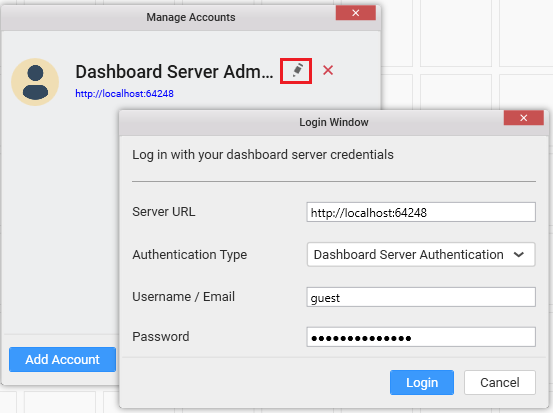 Manage Accounts
Dashboard Server Adm...
http://localhost:64248
Login Window
Log in with your dashboard server credentials
Server URL
http://localhost:64248
Authentication Type
Dashboard Server Authentication
Username / Email
guest
Password
●●●●●●●●●●●●●●
Add Account
Login
Cancel